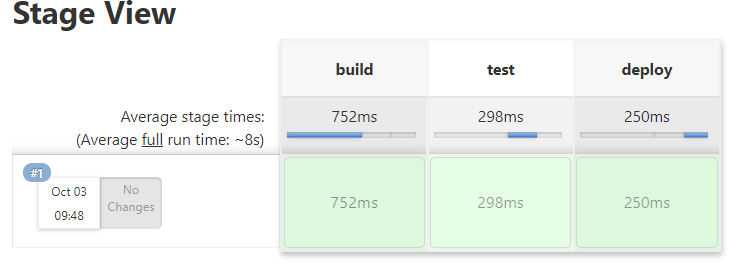 Stage View
build test deploy
Average stage times: 752ms 298ms 250ms
(Average full run time: ~8s)
#1
Oct 03 No
Changes
09:48
752ms 298ms 250ms